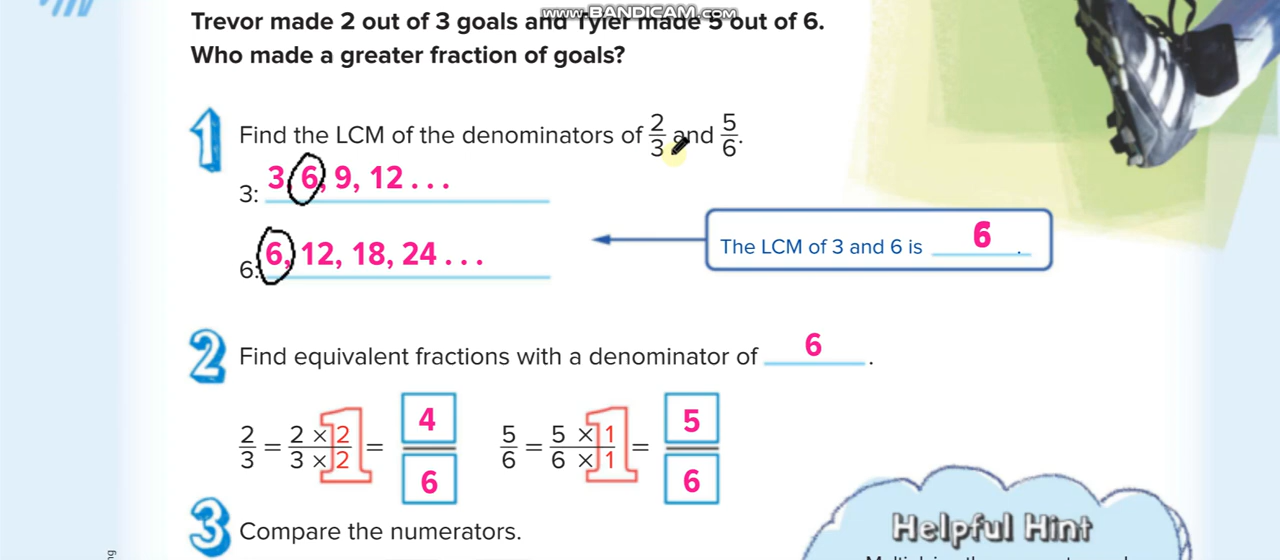 www.BANDICAM.com
Trevor made 2 out of 3 goals and Tyler made 5 out of 6.
Who made a greater fraction of goals?
1 Find the LCM of the denominators of 2/3 and 5/6.
3: 3, 6, 9, 12 . . .
6: 6, 12, 18, 24 . . .
The LCM of 3 and 6 is 6.
2 Find equivalent fractions with a denominator of 6.
2/3 = 2 × 2 / 3 × 2 = 4/6 5/6 = 5 × 1 / 6 × 1 = 5/6
3 Compare the numerators.
Helpful Hint